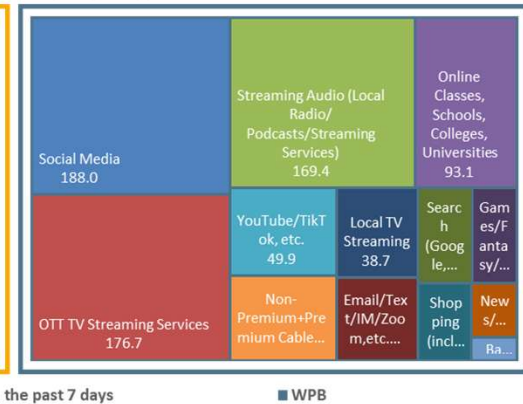 Social Media
188.0
OTT TV Streaming Services
176.7
Streaming Audio (Local
Radio/
Podcasts/Streaming
Services)
169.4
Online
Classes,
Schools,
Colleges,
Universities
93.1
YouTube/TikT
ok, etc.
49.9
Local TV
Streaming
38.7
Searc
h
(Goog
le,...
Gam
es/F
anta
sy/...
Non-
Premium+Pre
mium Cable...
Email/Tex
t/IM/Zoo
m,etc....
Shop
ping
(incl...
New
s/...
Ba...
the past 7 days
WPB